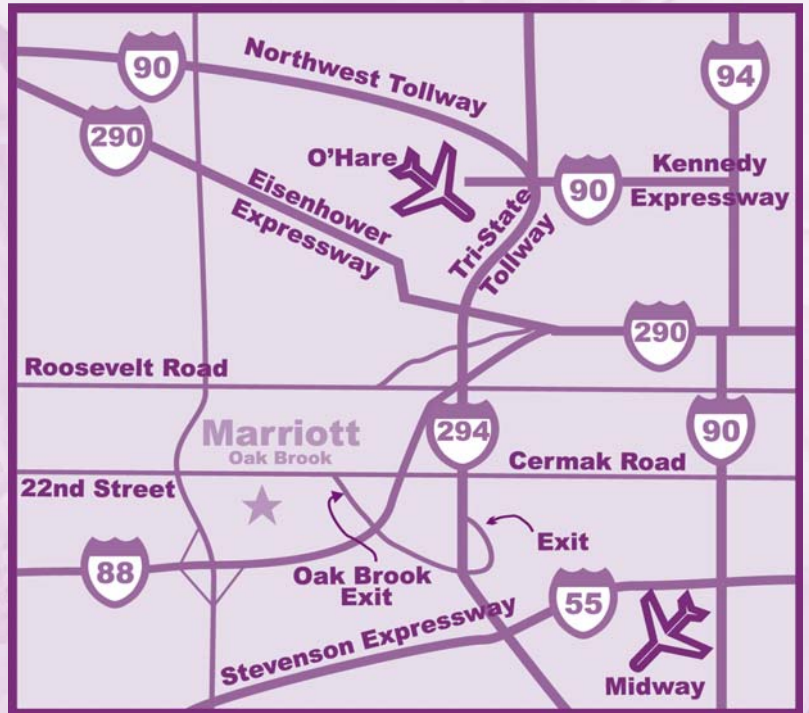 90
Northwest Tollway
94
290
O'Hare
Kennedy
90
Expressway
Eisenhower
Expressway
Tri-State
Tollway
290
Roosevelt Road
Marriott
Oak Brook
294
90
Cermak Road
22nd Street
Exit
88
Oak Brook
Exit
55
Stevenson Expressway
Midway